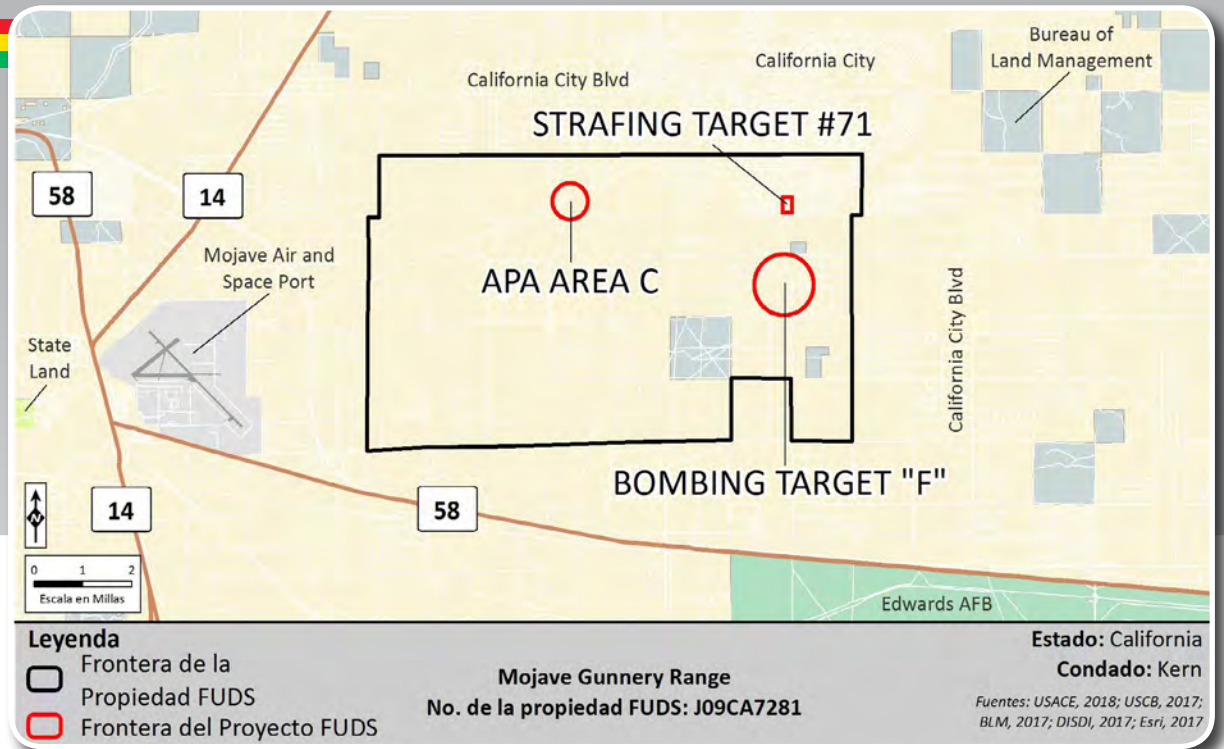 Bureau of
Land Management
California City
California City Blvd
STRAFING TARGET #71
58
14
Mojave Air and
Space Port
APA AREA C
California City Blvd
State
Land
BOMBING TARGET "F"
N
14
58
0 1 2
Escala en Millas
Edwards AFB
Leyenda
Frontera de la
Propiedad FUDS
Frontera del Proyecto FUDS
Mojave Gunnery Range
No. de la propiedad FUDS: J09CA7281
Estado: California
Condado: Kern
Fuentes: USACE, 2018; USCB, 2017;
BLM, 2017; DISDI, 2017; Esri, 2017